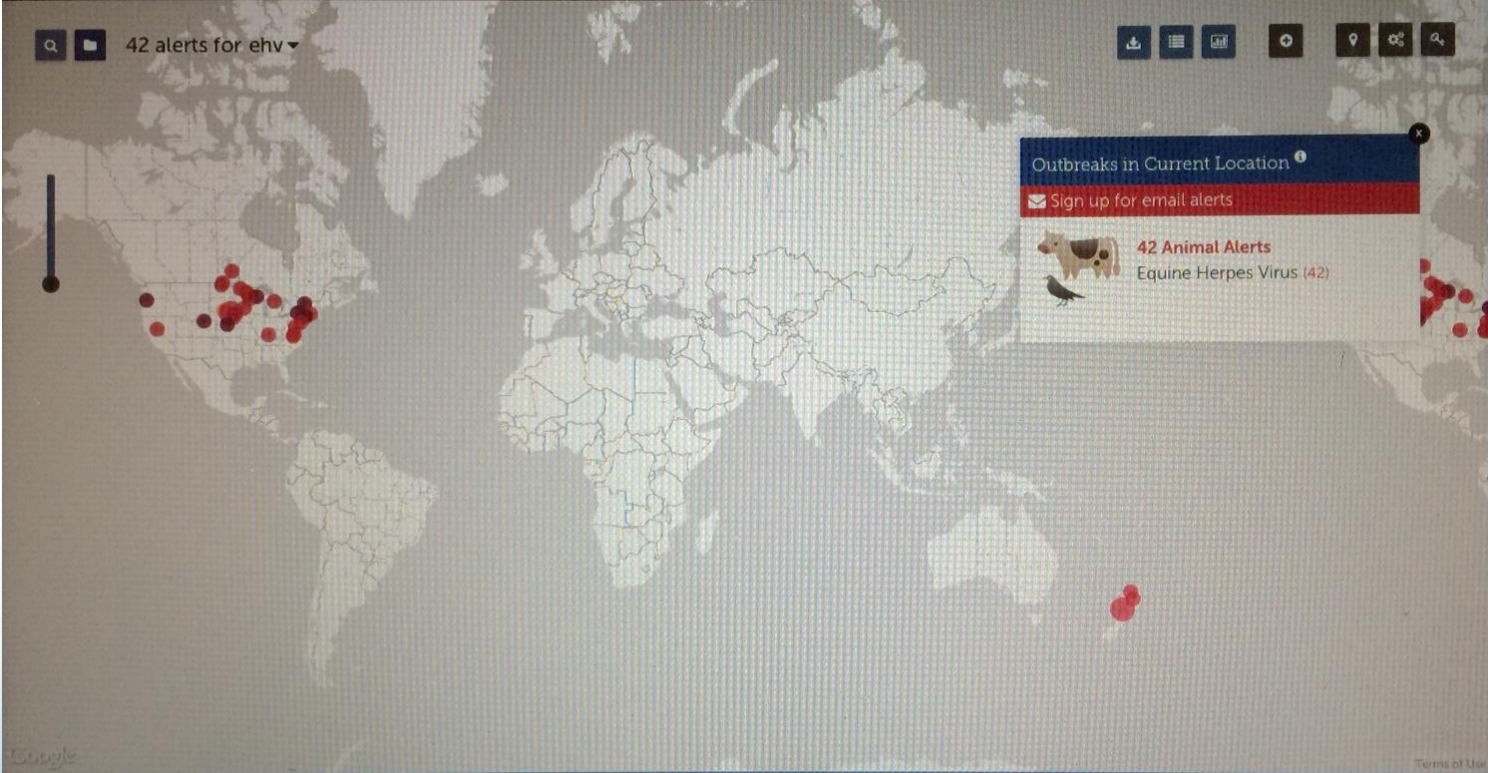 42 alerts for ehv
Outbreaks in Current Location
Sign up for email alerts
42 Animal Alerts
Equine Herpes Virus (42)
Google
Terms of Use